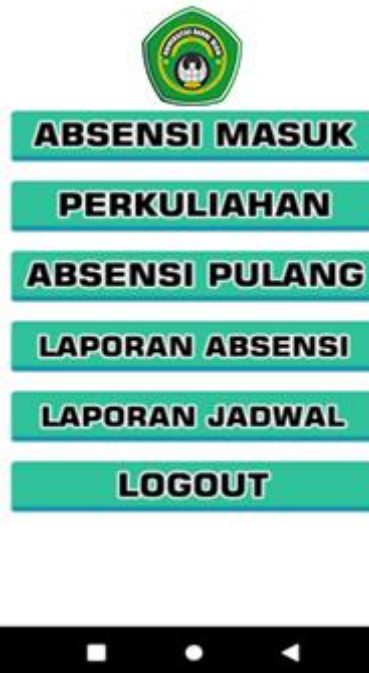 ABSENSI MASUK
PERKULIAHAN
ABSENSI PULANG
LAPORAN ABSENSI
LAPORAN JADWAL
LOGOUT